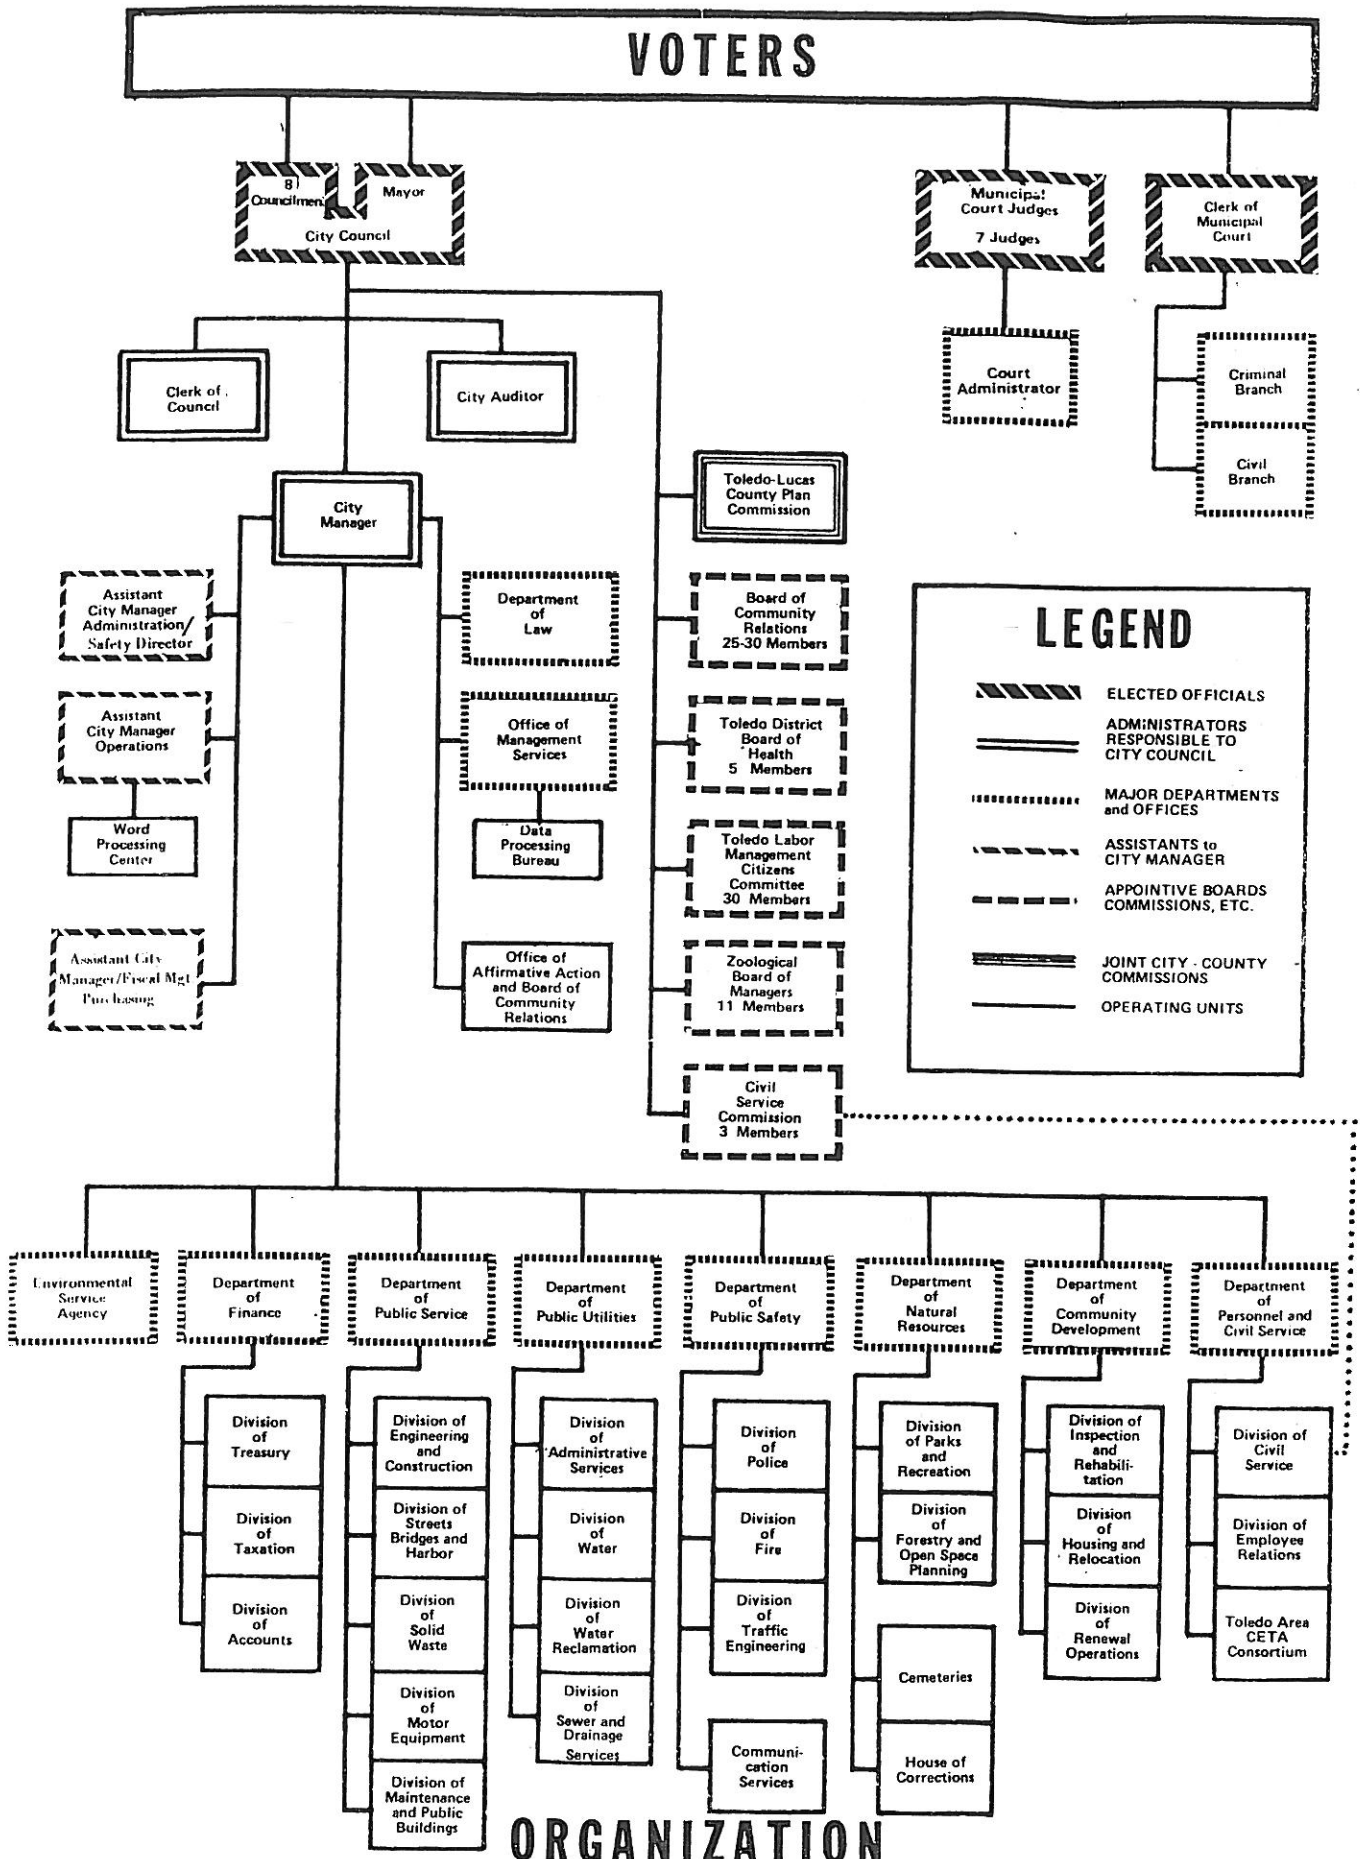 VOTERS
8
Councilmen
Mayor
City Council
Municipal
Court Judges
7 Judges
Clerk of
Municipal
Court
Clerk of
Council
City Auditor
Court
Administrator
Criminal
Branch
Civil
Branch
City
Manager
Toledo-Lucas
County Plan
Commission
Assistant
City Manager
Administration/
Safety Director
Department
of
Law
Board of
Community
Relations
25-30 Members
Assistant
City Manager
Operations
Office of
Management
Services
Toledo District
Board of
Health
5 Members
Word
Processing
Center
Data
Processing
Bureau
Toledo Labor
Management
Citizens
Committee
30 Members
Assistant City
Manager/Fiscal Mgt
Purchasing
Office of
Affirmative Action
and Board of
Community
Relations
Zoological
Board of
Managers
11 Members
Civil
Service
Commission
3 Members
LEGEND
ELECTED OFFICIALS
ADMINISTRATORS
RESPONSIBLE TO
CITY COUNCIL
MAJOR DEPARTMENTS
and OFFICES
ASSISTANTS to
CITY MANAGER
APPOINTIVE BOARDS
COMMISSIONS, ETC.
JOINT CITY - COUNTY
COMMISSIONS
OPERATING UNITS
Environmental
Service
Agency
Department
of
Finance
Department
of
Public Service
Department
of
Public Utilities
Department
of
Public Safety
Department
of
Natural
Resources
Department
of
Community
Development
Department
of
Personnel and
Civil Service
Division
of
Treasury
Division
of
Taxation
Division
of
Accounts
Division of
Engineering
and
Construction
Division of
Streets
Bridges and
Harbor
Division
of
Solid
Waste
Division
of
Motor
Equipment
Division of
Maintenance
and Public
Buildings
Division
of
Administrative
Services
Division
of
Water
Division
of
Water
Reclamation
Division
of
Sewer and
Drainage
Services
Division
of
Police
Division
of
Fire
Division
of
Traffic
Engineering
Communi-
cation
Services
Division
of Parks
and
Recreation
Division
of
Forestry and
Open Space
Planning
Cemeteries
House of
Corrections
Division of
Inspection
and
Rehabili-
tation
Division
of
Housing and
Relocation
Division
of
Renewal
Operations
Division of
Civil
Service
Division of
Employee
Relations
Toledo Area
CETA
Consortium
ORGANIZATION